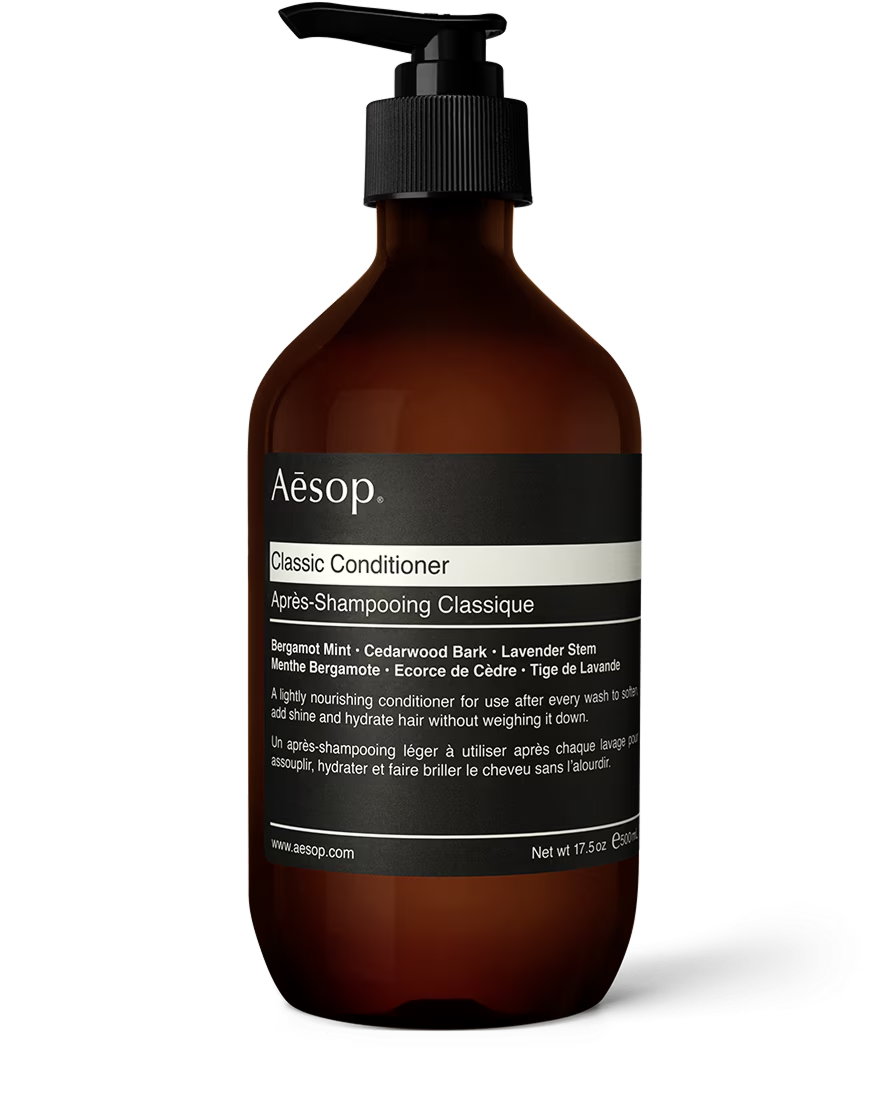 Aēsop®
Classic Conditioner
Après-Shampooing Classique
Bergamot Mint • Cedarwood Bark • Lavender Stem
Menthe Bergamote • Ecorce de Cèdre • Tige de Lavande
A lightly nourishing conditioner for use after every wash to soften,
add shine and hydrate hair without weighing it down.
Un après-shampooing léger à utiliser après chaque lavage pour
assouplir, hydrater et faire briller le cheveu sans l'alourdir.
www.aesop.com Net wt 17.5 oz ℮500mL